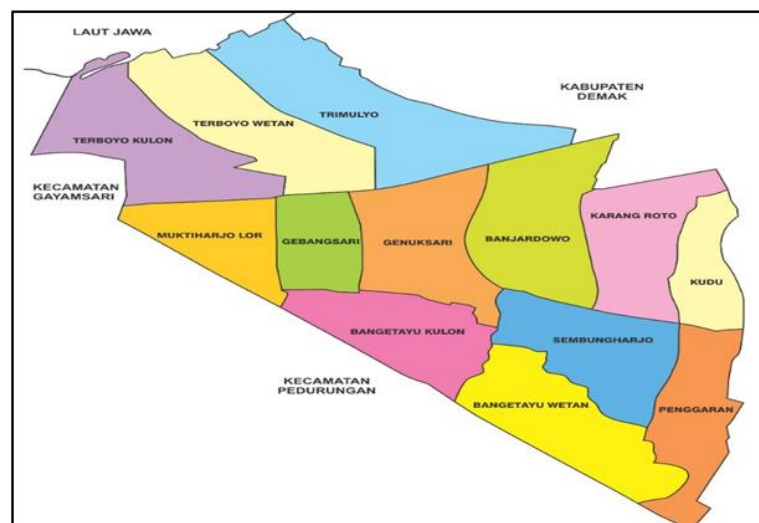 LAUT JAWA
KABUPATEN
DEMAK
TRIMULYO
TERBOYO WETAN
TERBOYO KULON
KECAMATAN
GAYAMSARI
KARANG ROTO
MUKTIHARJO LOR
GEBANGSARI
GENUKSARI
BANJARDOWO
KUDU
BANGETAYU KULON
SEMBUNGHARJO
KECAMATAN
PEDURUNGAN
BANGETAYU WETAN
PENGGARAN